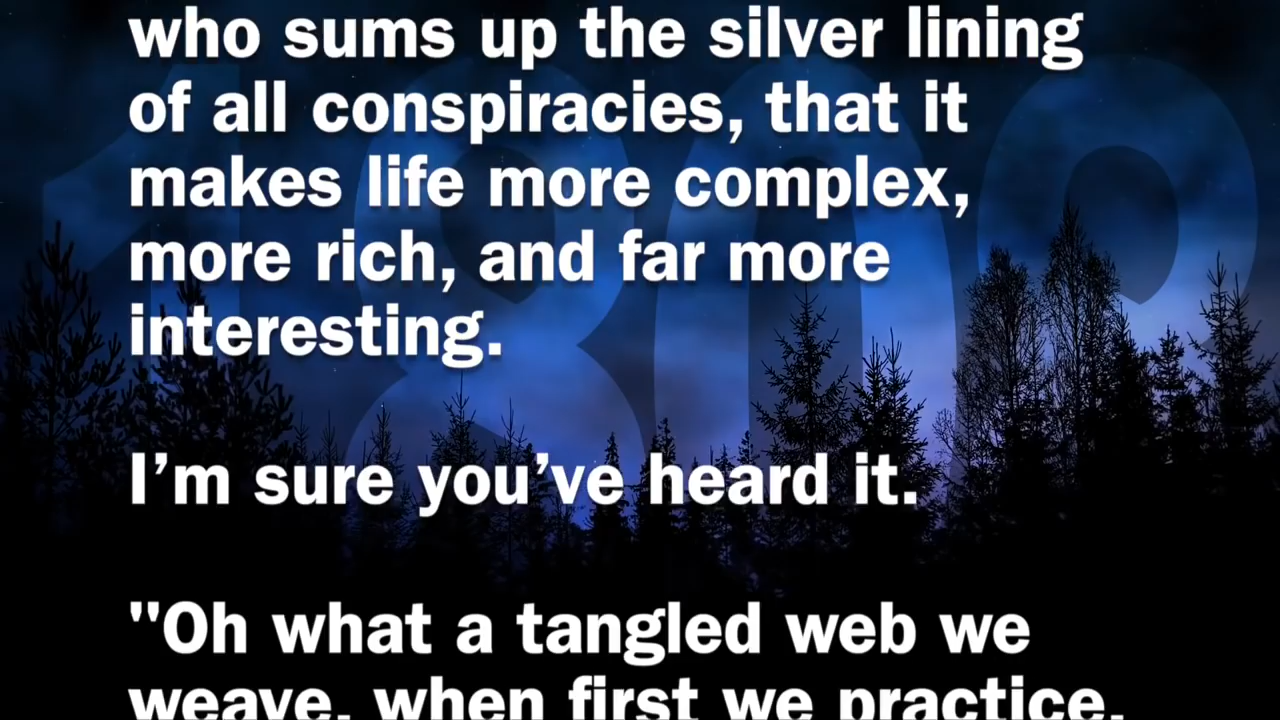 1808
who sums up the silver lining
of all conspiracies, that it
makes life more complex,
more rich, and far more
interesting.
I’m sure you’ve heard it.
"Oh what a tangled web we
weave, when first we practice,